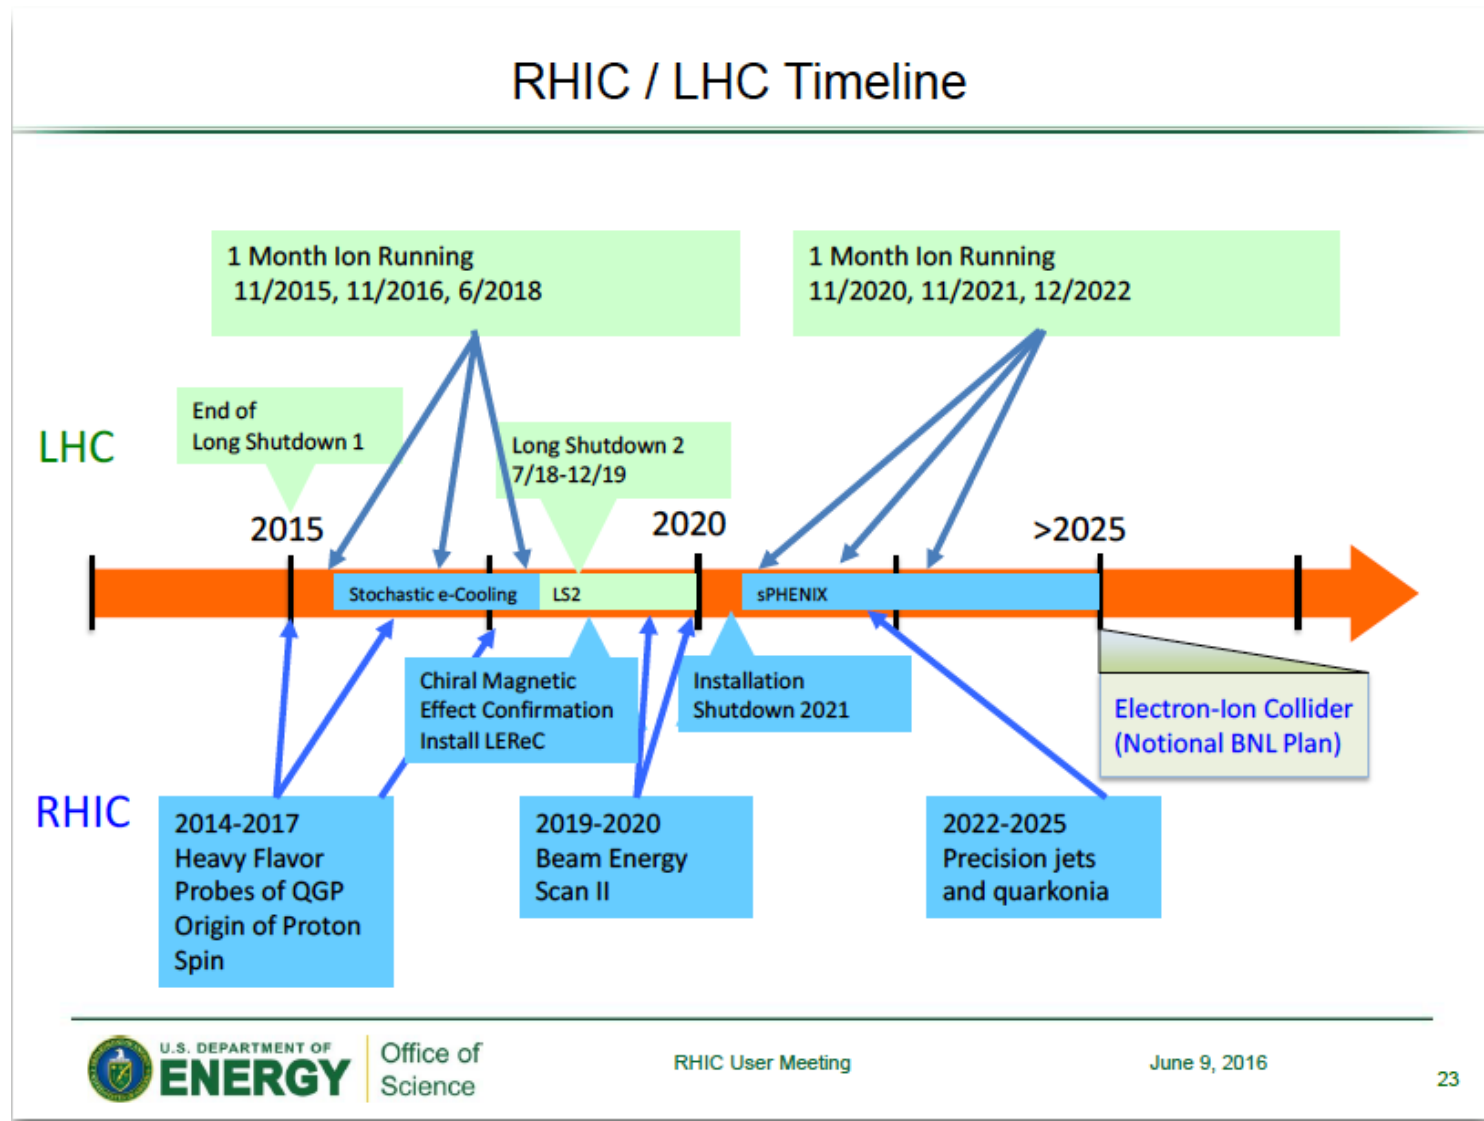 RHIC / LHC Timeline
1 Month Ion Running
11/2015, 11/2016, 6/2018
1 Month Ion Running
11/2020, 11/2021, 12/2022
End of
Long Shutdown 1
LHC
Long Shutdown 2
7/18-12/19
2015
2020
>2025
Stochastic e-Cooling
LS2
sPHENIX
Chiral Magnetic
Effect Confirmation
Install LEReC
Installation
Shutdown 2021
Electron-Ion Collider
(Notional BNL Plan)
RHIC
2014-2017
Heavy Flavor
Probes of QGP
Origin of Proton
Spin
2019-2020
Beam Energy
Scan II
2022-2025
Precision jets
and quarkonia
U.S. DEPARTMENT OF
ENERGY
Office of
Science
RHIC User Meeting
June 9, 2016
23